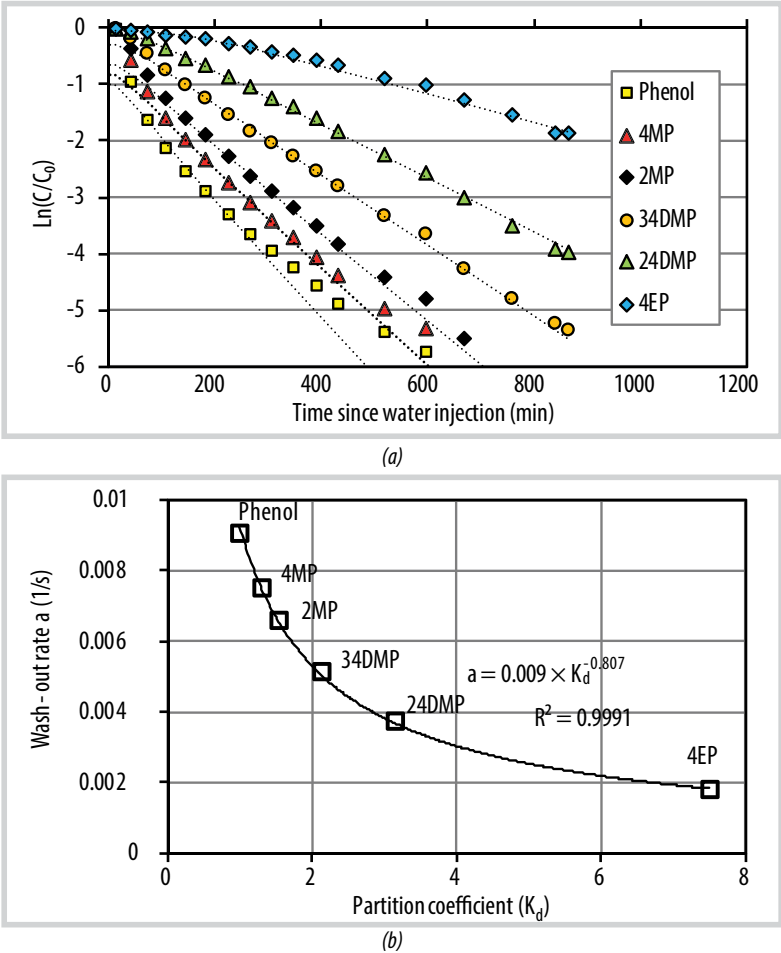 0
-1
-2
-3
-4
-5
-6
Ln(C/C₀)
0 200 400 600 800 1000 1200
Time since water injection (min)
Phenol
4MP
2MP
34DMP
24DMP
4EP
(a)
0.01
0.008
0.006
0.004
0.002
0
Wash-out rate a (1/s)
Phenol
4MP
2MP
34DMP
24DMP
4EP
a = 0.009 × K_d^-0.807
R² = 0.9991
0 2 4 6 8
Partition coefficient (K_d)
(b)